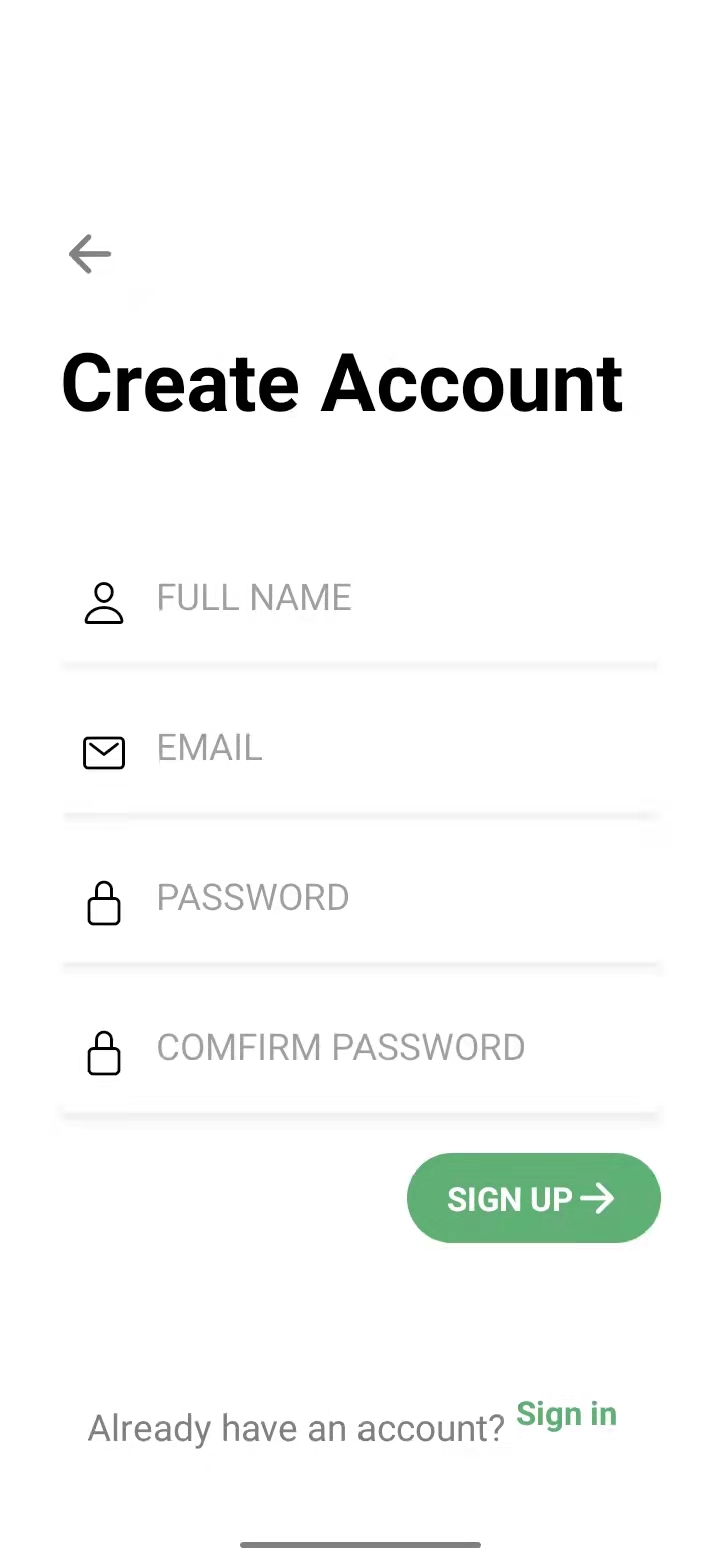 Create Account
FULL NAME
EMAIL
PASSWORD
COMFIRM PASSWORD
SIGN UP
Already have an account? Sign in